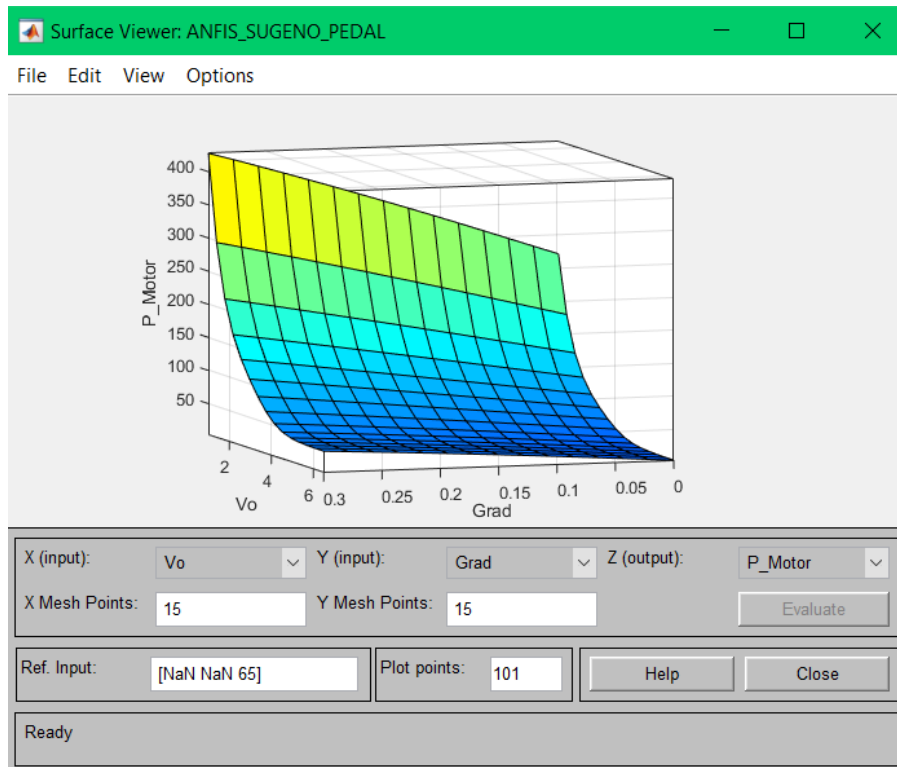 Surface Viewer: ANFIS_SUGENO_PEDAL
File Edit View Options
400
350
300
250
200
150
100
50
P_Motor
2
4
6
Vo
0.3
0.25
0.2
0.15
0.1
0.05
0
Grad
X (input): Vo Y (input): Grad Z (output): P_Motor
X Mesh Points: 15 Y Mesh Points: 15 Evaluate
Ref. Input: [NaN NaN 65] Plot points: 101 Help Close
Ready